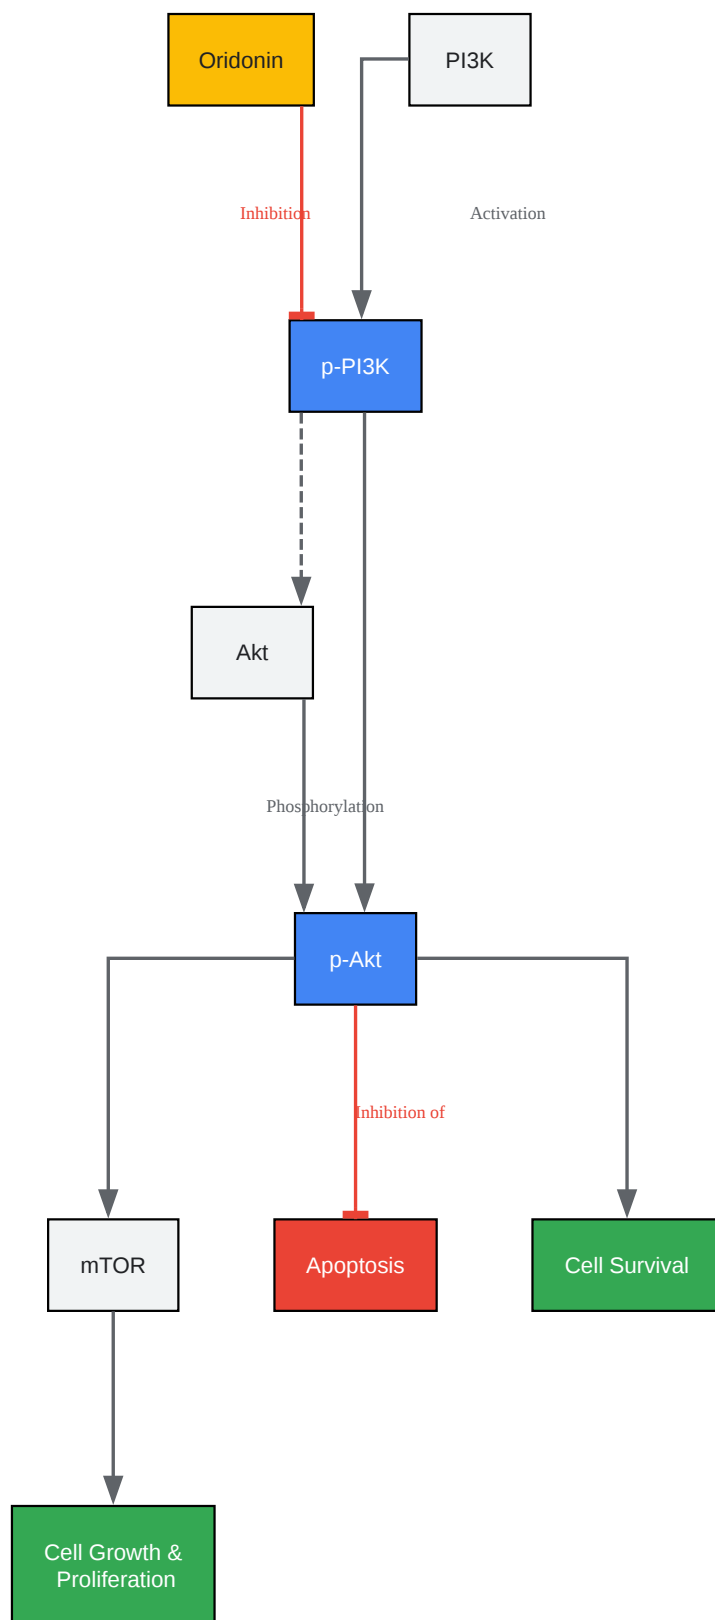 Oridonin
PI3K
Inhibition
Activation
p-PI3K
Akt
Phosphorylation
p-Akt
Inhibition of
mTOR
Apoptosis
Cell Survival
Cell Growth &
Proliferation